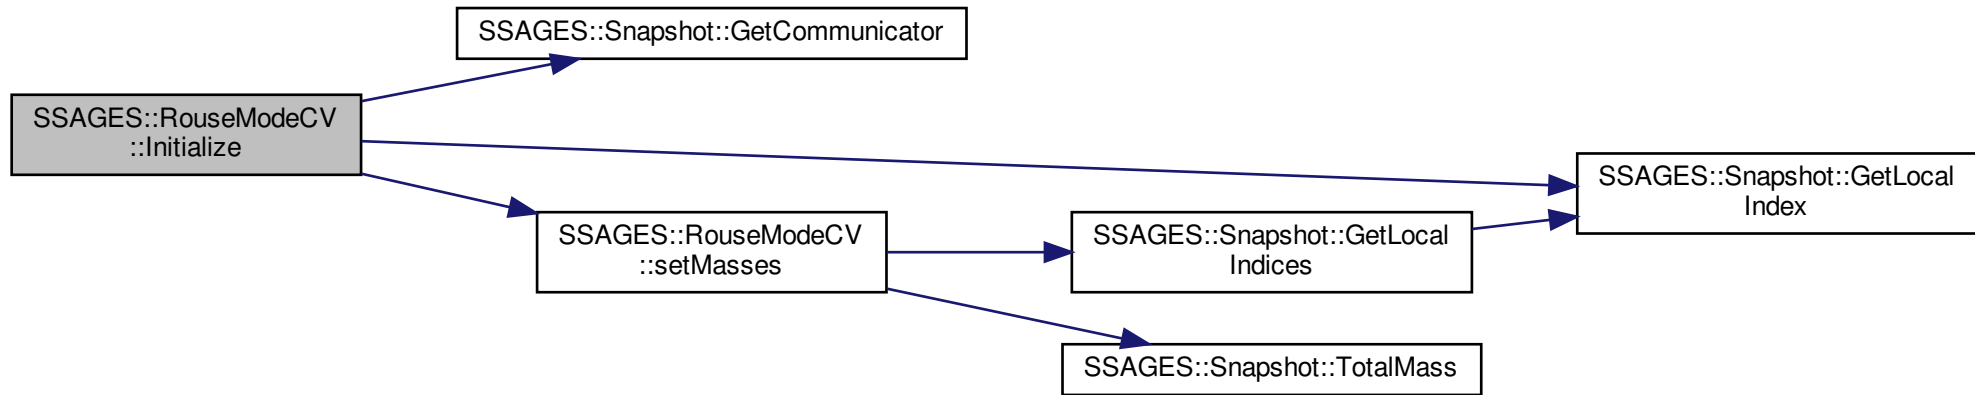 SSAGES::Snapshot::GetCommunicator
SSAGES::RouseModeCV
::Initialize
SSAGES::Snapshot::GetLocal
Index
SSAGES::RouseModeCV
::setMasses
SSAGES::Snapshot::GetLocal
Indices
SSAGES::Snapshot::TotalMass